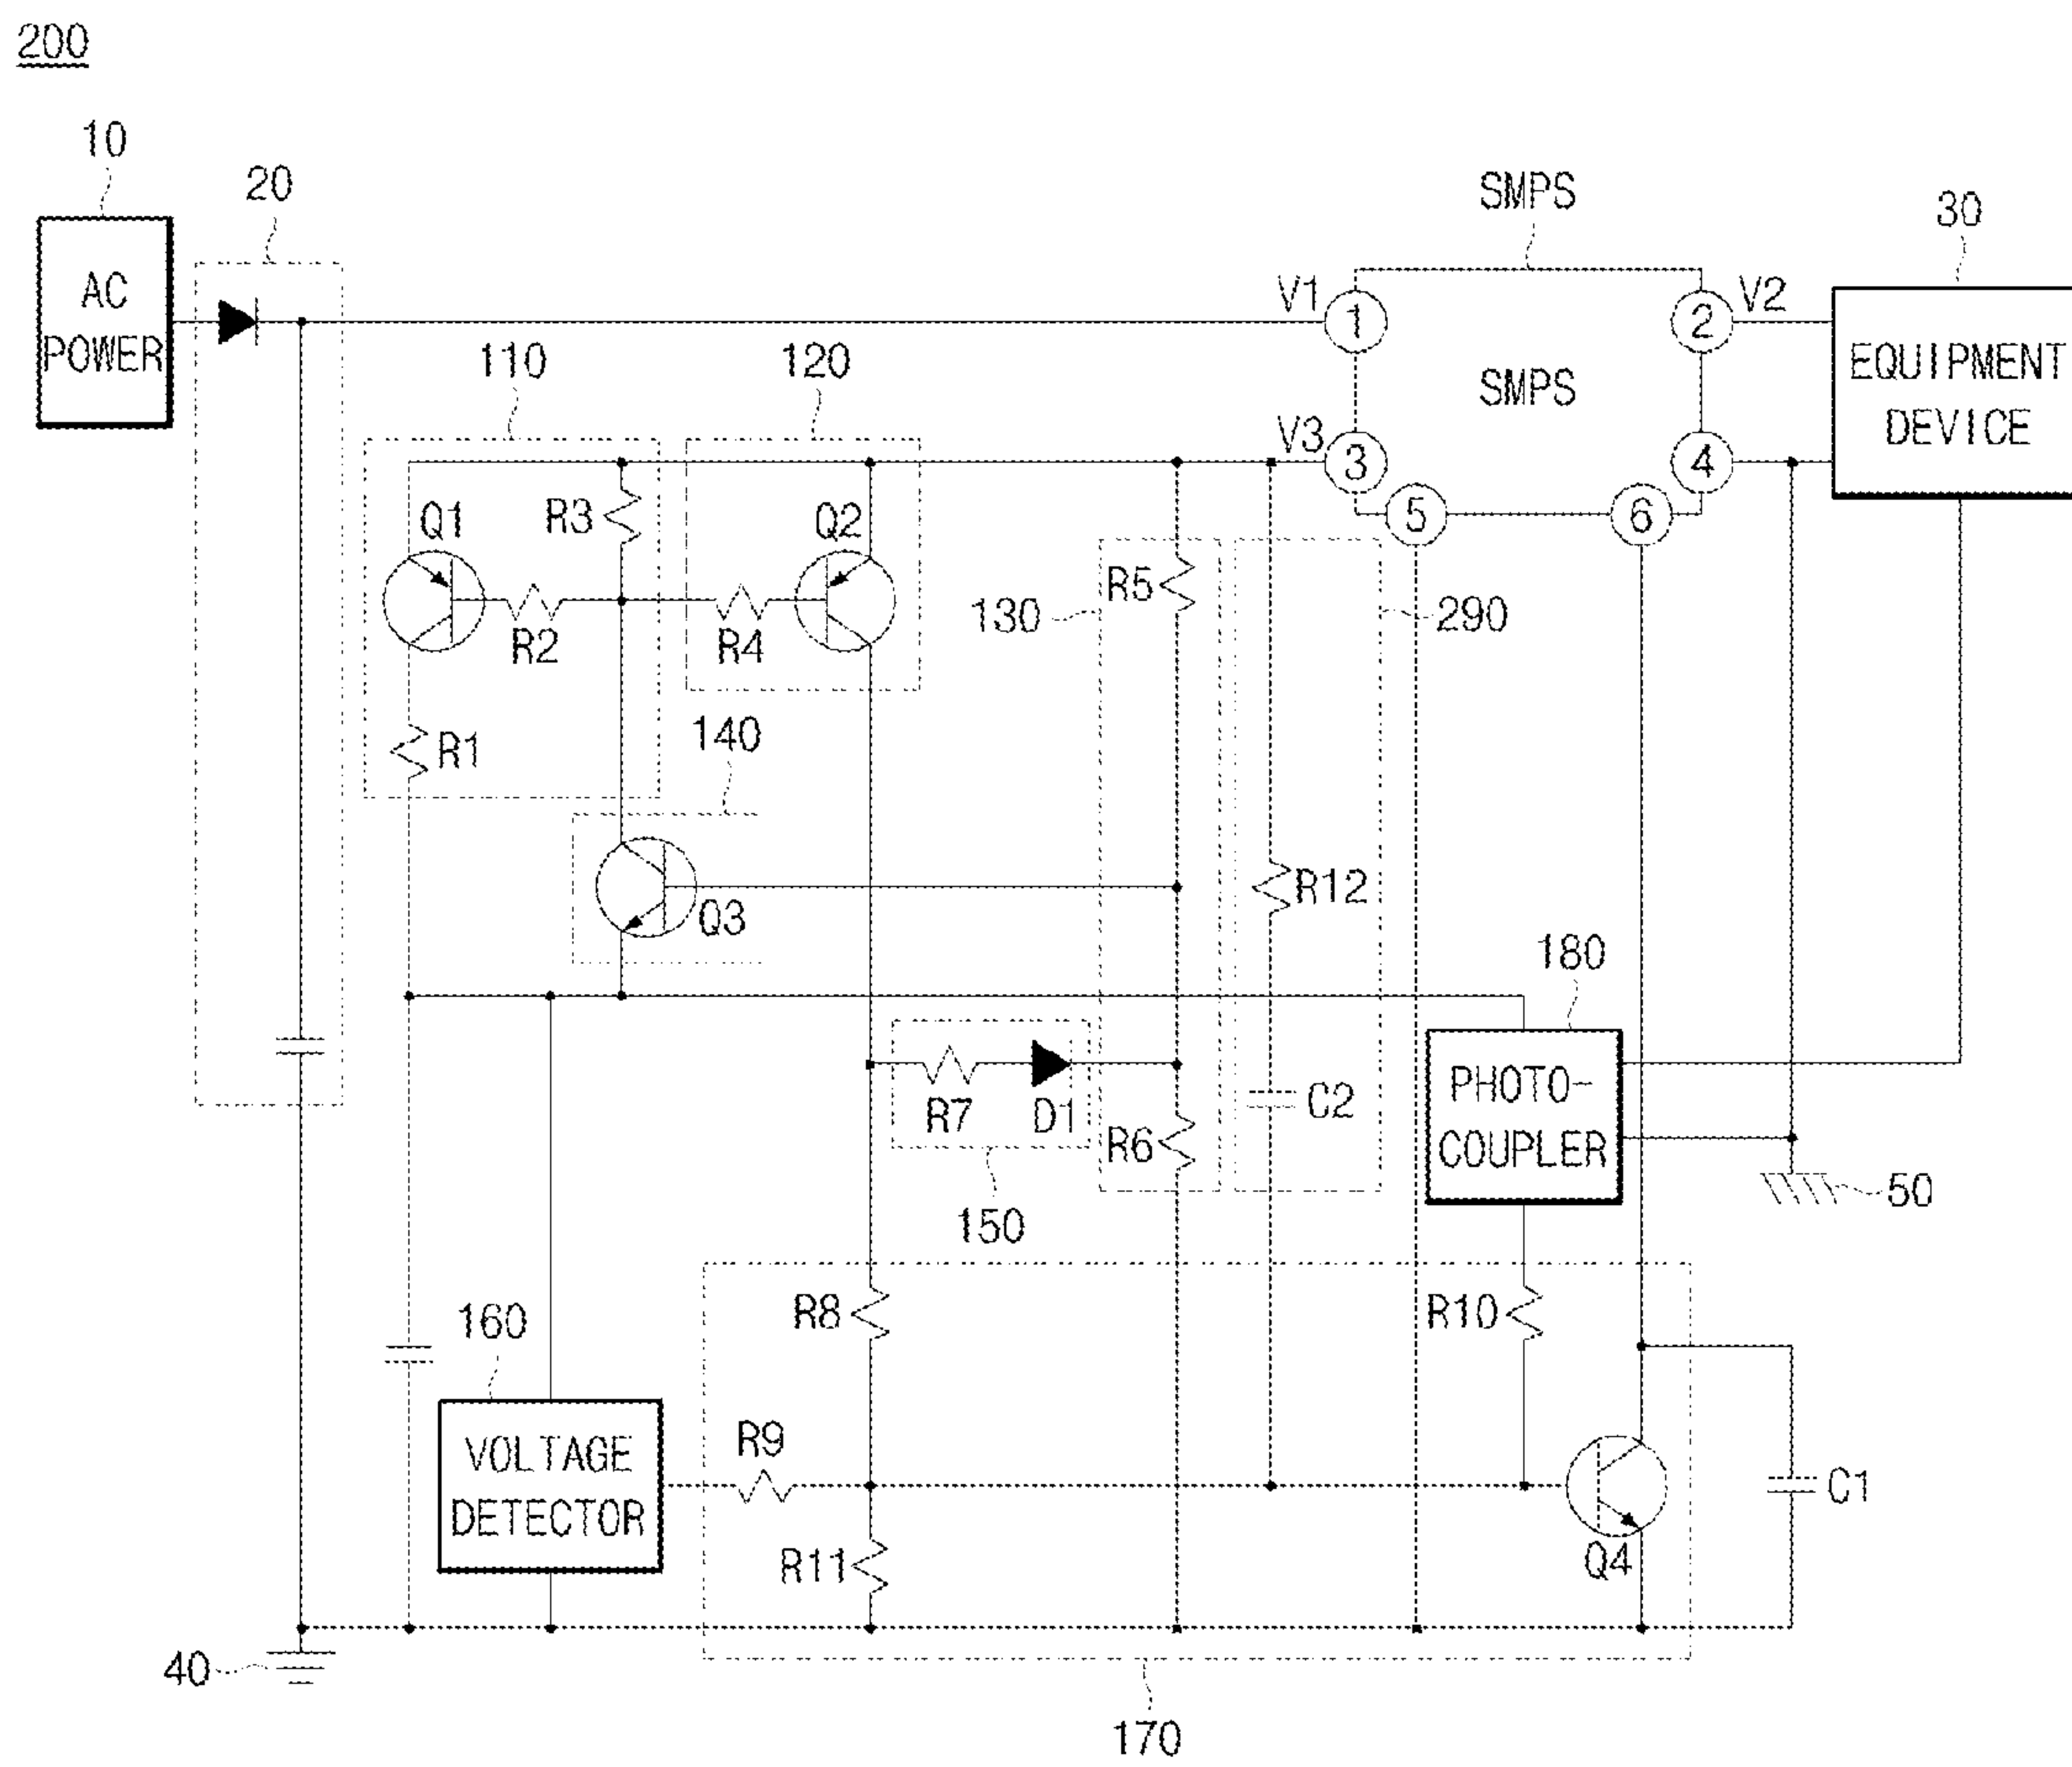 200
10
20
AC
POWER
110
120
SMPS
30
V1
1
2
V2
SMPS
EQUIPMENT
DEVICE
V3
3
4
5
6
Q1
R3
Q2
R2
R4
R5
130
290
R1
140
Q3
R12
180
R7
D1
C2
R6
PHOTO-
COUPLER
50
150
160
R8
R10
VOLTAGE
DETECTOR
R9
R11
Q4
C1
40
170